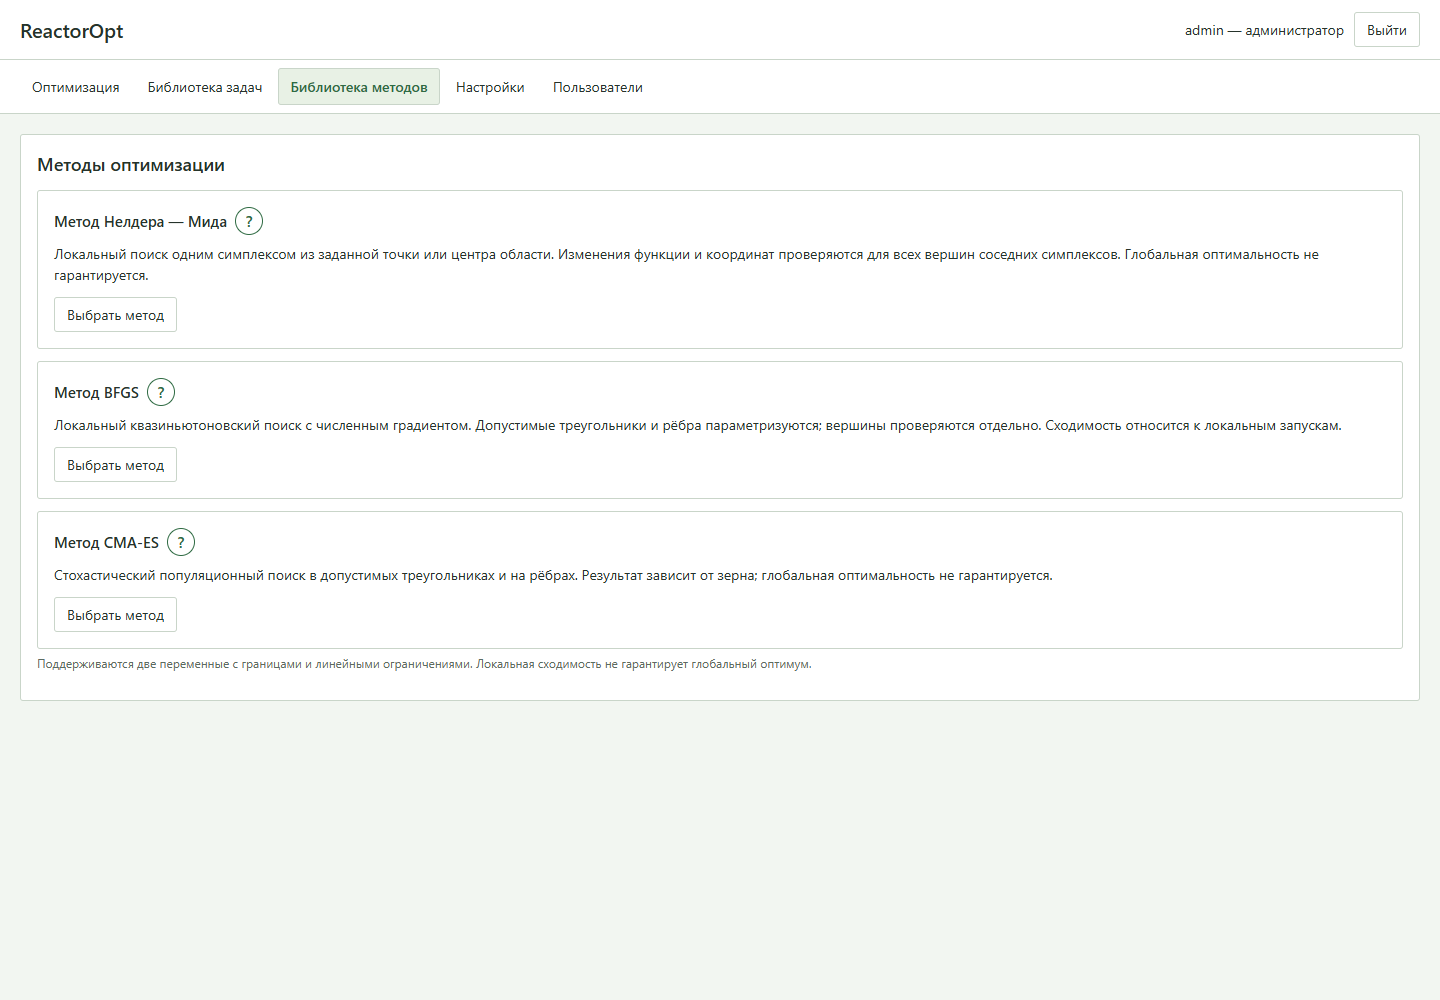 ReactorOpt
admin — администратор
Выйти
Оптимизация
Библиотека задач
Библиотека методов
Настройки
Пользователи
Методы оптимизации
Метод Нелдера — Мида ?
Локальный поиск одним симплексом из заданной точки или центра области. Изменения функции и координат проверяются для всех вершин соседних симплексов. Глобальная оптимальность не
гарантируется.
Выбрать метод
Метод BFGS ?
Локальный квазиньютоновский поиск с численным градиентом. Допустимые треугольники и рёбра параметризуются; вершины проверяются отдельно. Сходимость относится к локальным запускам.
Выбрать метод
Метод CMA-ES ?
Стохастический популяционный поиск в допустимых треугольниках и на рёбрах. Результат зависит от зерна; глобальная оптимальность не гарантируется.
Выбрать метод
Поддерживаются две переменные с границами и линейными ограничениями. Локальная сходимость не гарантирует глобальный оптимум.